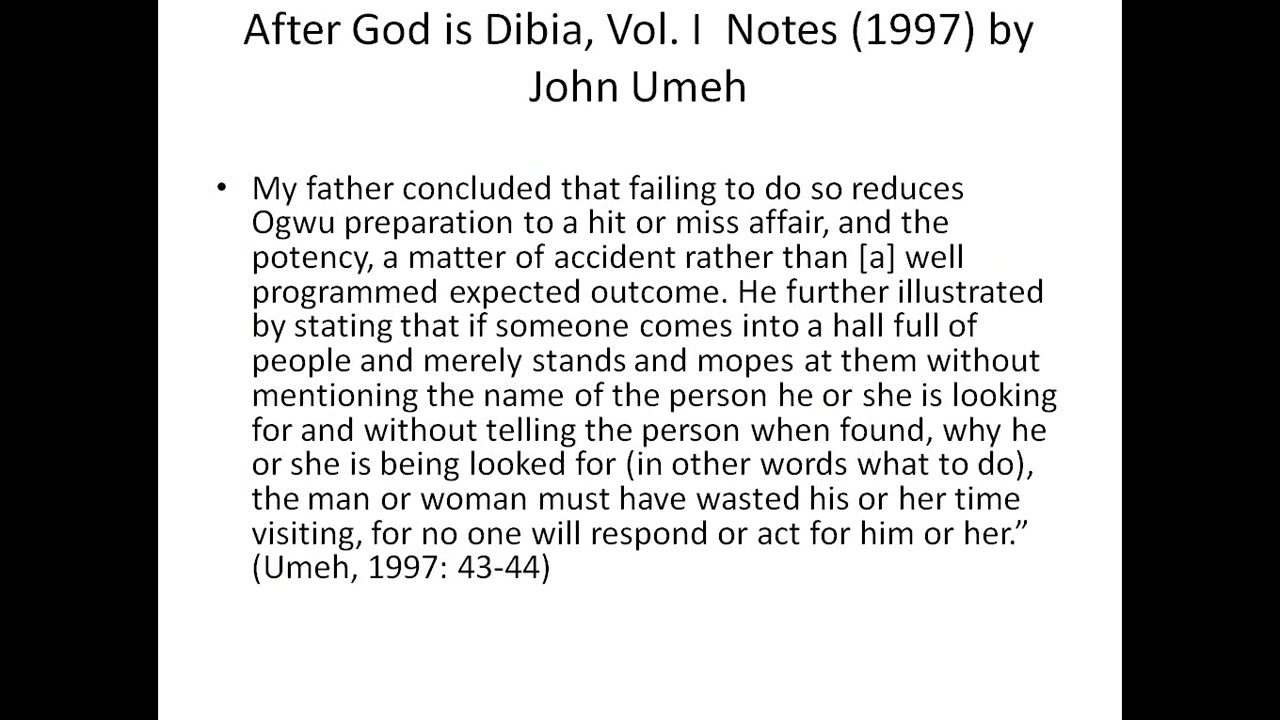 After God is Dibia, Vol. I  Notes (1997) by
John Umeh
• My father concluded that failing to do so reduces
Ogwu preparation to a hit or miss affair, and the
potency, a matter of accident rather than [a] well
programmed expected outcome. He further illustrated
by stating that if someone comes into a hall full of
people and merely stands and mopes at them without
mentioning the name of the person he or she is looking
for and without telling the person when found, why he
or she is being looked for (in other words what to do),
the man or woman must have wasted his or her time
visiting, for no one will respond or act for him or her.”
(Umeh, 1997: 43-44)